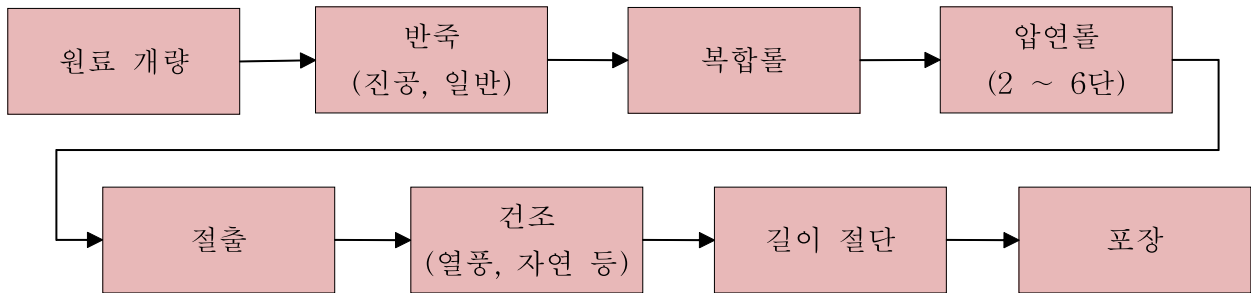 원료 개량
반죽
(진공, 일반)
복합롤
압연롤
(2 ~ 6단)
절출
건조
(열풍, 자연 등)
길이 절단
포장